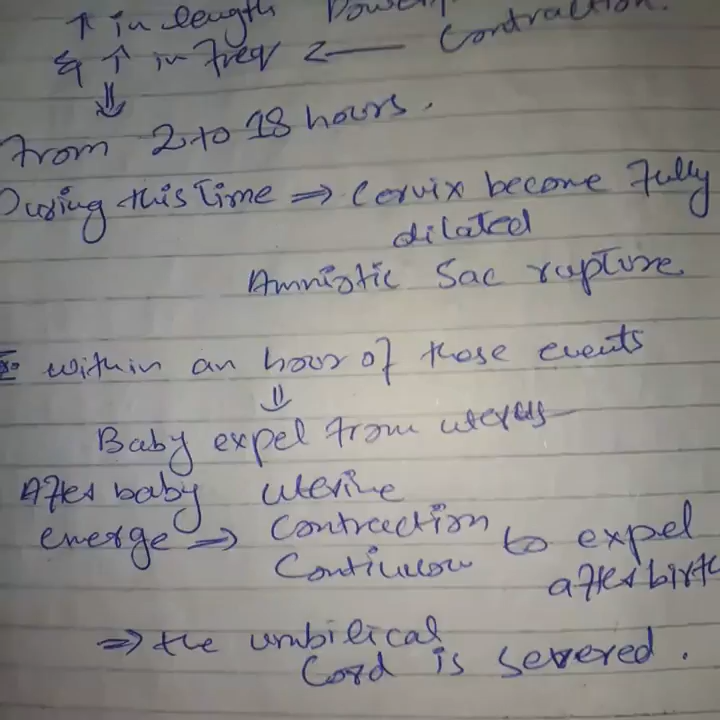 ↑ in length Powerful
& ↑ in freq ← Contraction.
⇓
From 2 to 18 hours.
During this time ⇒ Cervix become fully
dilated
Amniotic Sac rupture
within an hour of those events
⇓
Baby expel from uterus
After baby uterine
emerge ⇒ Contraction to expel
Continuou afterbirth
⇒ the umbilical
Cord is severed.